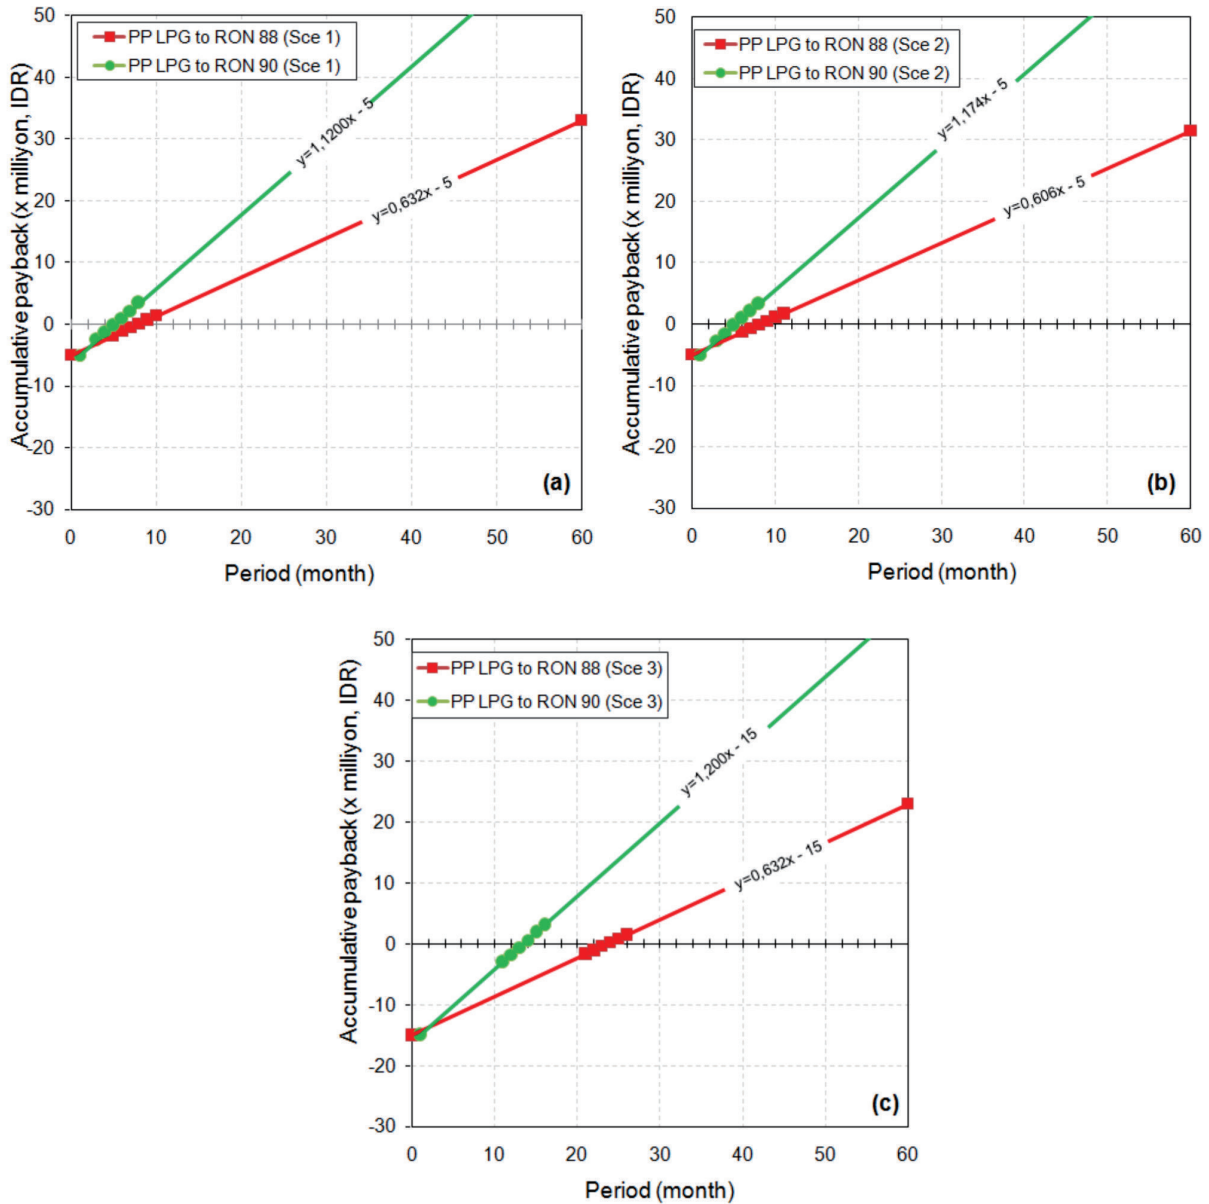 Accumulative payback (x milliyon, IDR)
50
40
30
20
10
0
-10
-20
-30
PP LPG to RON 88 (Sce 1)
PP LPG to RON 90 (Sce 1)
y=1,1200x - 5
y=0,632x - 5
(a)
0 10 20 30 40 50 60
Period (month)
Accumulative payback (x milliyon, IDR)
50
40
30
20
10
0
-10
-20
-30
PP LPG to RON 88 (Sce 2)
PP LPG to RON 90 (Sce 2)
y=1,174x - 5
y=0,606x - 5
(b)
0 10 20 30 40 50 60
Period (month)
Accumulative payback (x milliyon, IDR)
50
40
30
20
10
0
-10
-20
-30
PP LPG to RON 88 (Sce 3)
PP LPG to RON 90 (Sce 3)
y=1,200x - 15
y=0,632x - 15
(c)
0 10 20 30 40 50 60
Period (month)